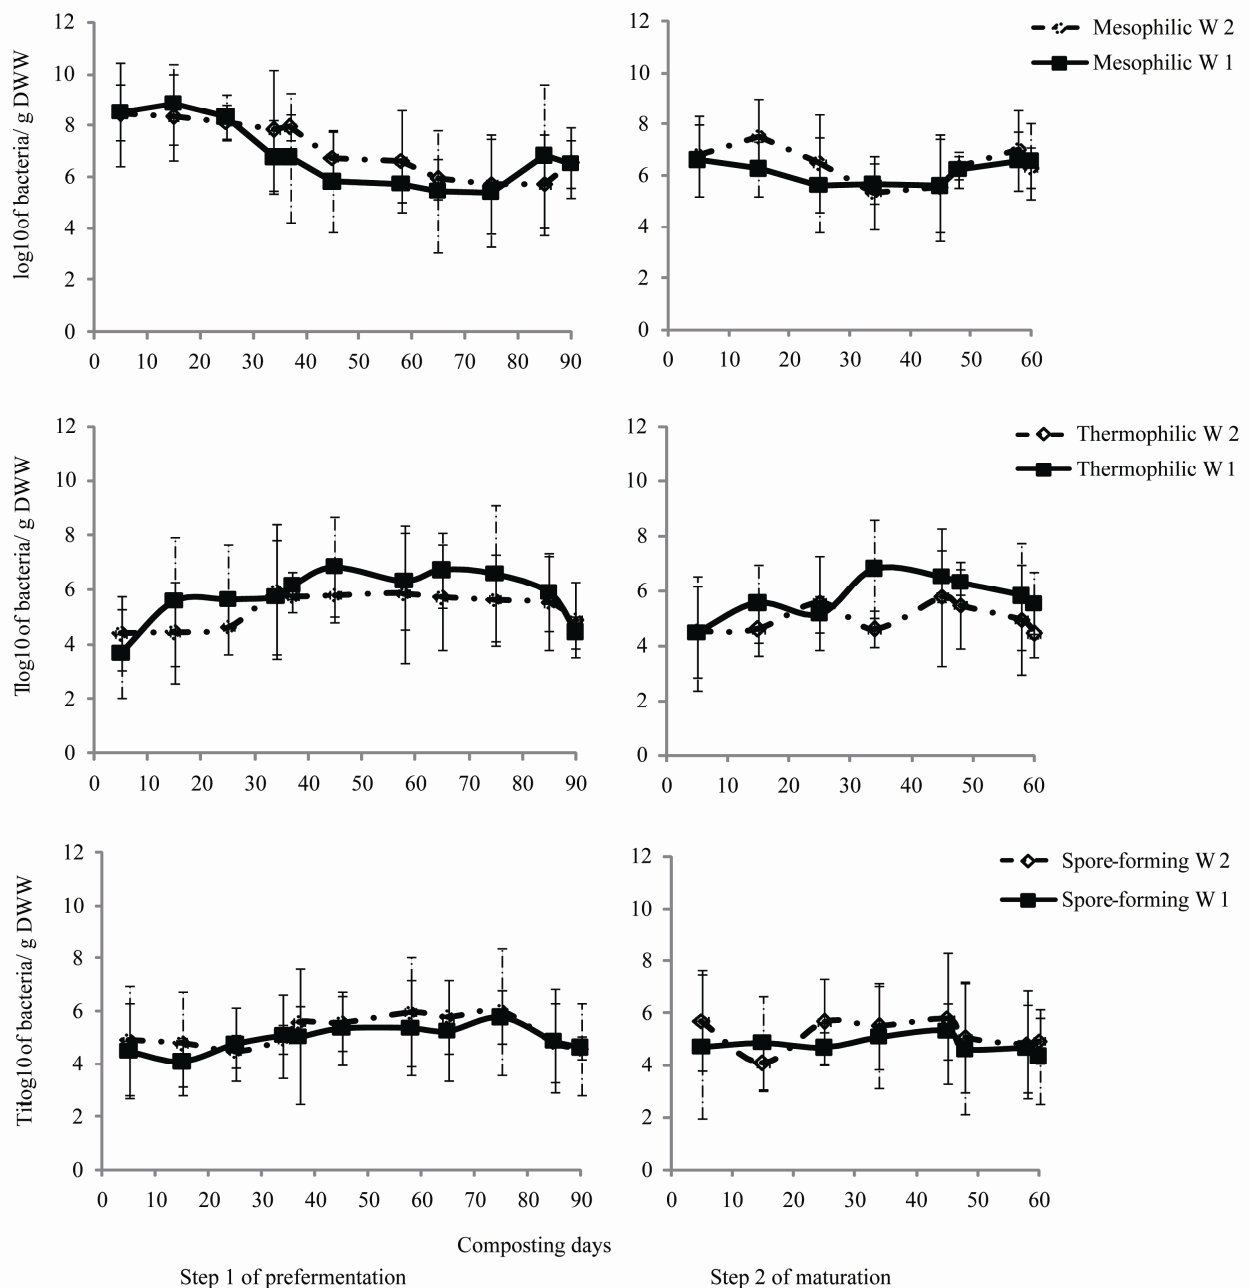 12
10
8
6
4
2
0
0 10 20 30 40 50 60 70 80 90
log10of bacteria/ g DWW
12
10
8
6
4
2
0
0 10 20 30 40 50 60
Mesophilic W 2
Mesophilic W 1
12
10
8
6
4
2
0
0 10 20 30 40 50 60 70 80 90
Tlog10of bacteria/ g DWW
12
10
8
6
4
2
0
0 10 20 30 40 50 60
Thermophilic W 2
Thermophilic W 1
12
10
8
6
4
2
0
0 10 20 30 40 50 60 70 80 90
Titlog10of bacteria/ g DWW
12
10
8
6
4
2
0
0 10 20 30 40 50 60
Spore-forming W 2
Spore-forming W 1
Composting days
Step 1 of prefermentation
Step 2 of maturation